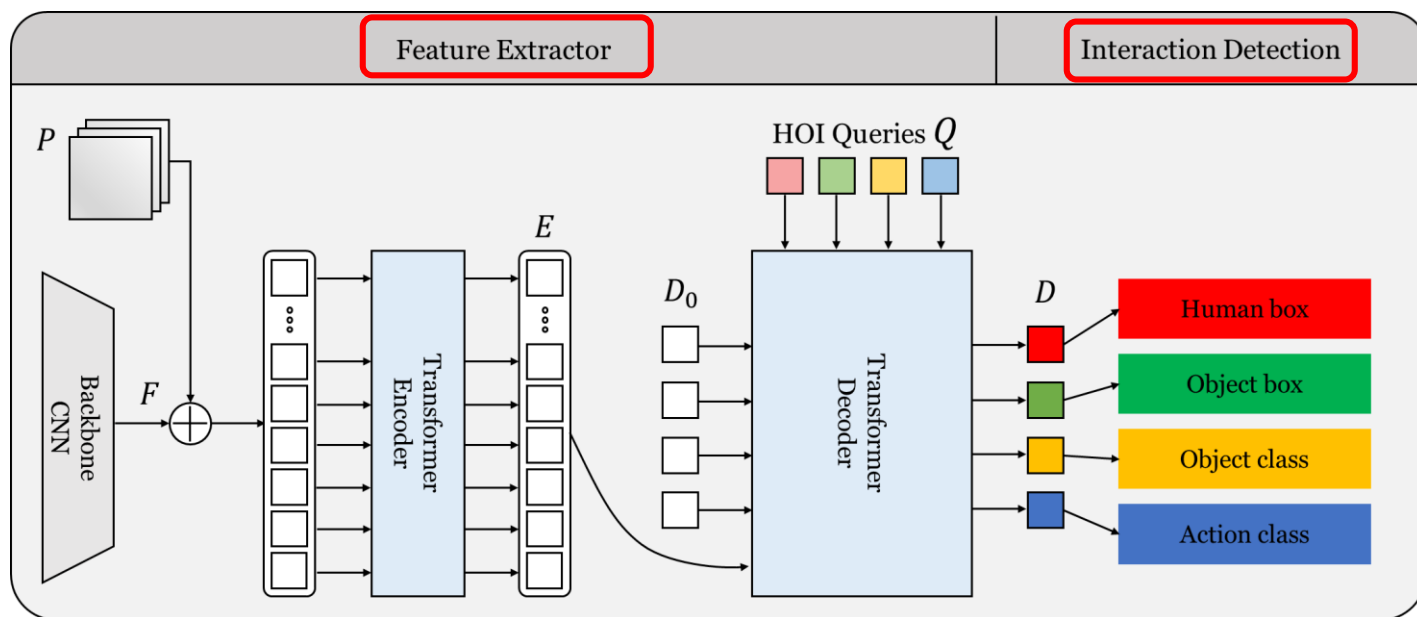 Feature Extractor
Interaction Detection
P
HOI Queries Q
E
D₀
D
F
Backbone
CNN
Transformer
Encoder
Transformer
Decoder
Human box
Object box
Object class
Action class